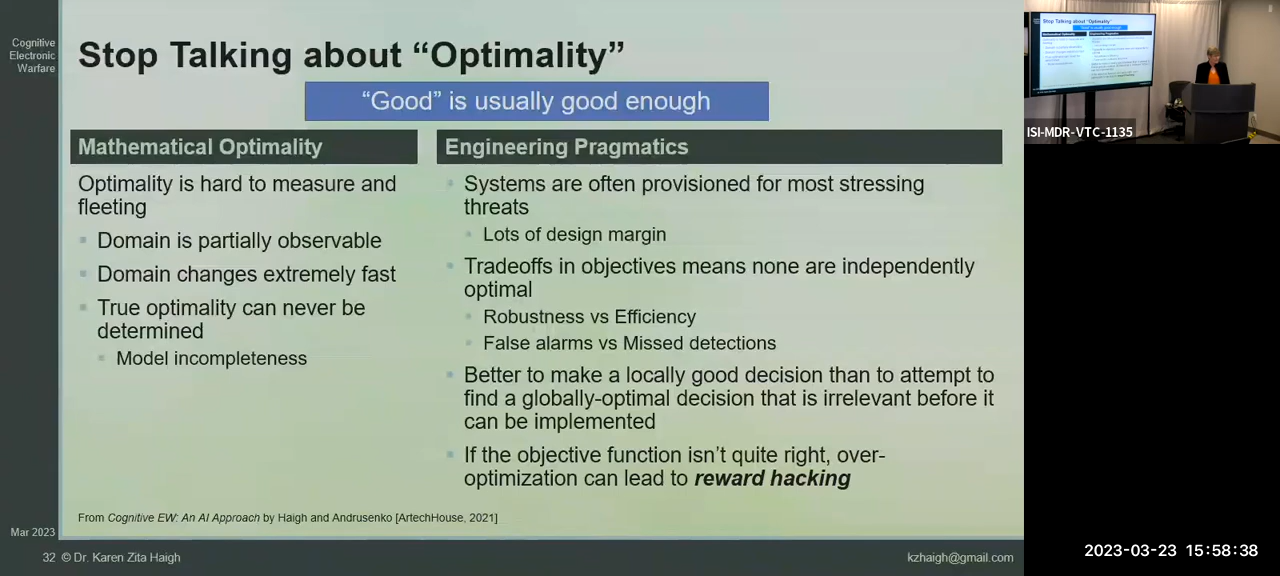 Cognitive
Electronic
Warfare
Stop Talking about “Optimality”
“Good” is usually good enough
Mathematical Optimality
Optimality is hard to measure and
fleeting
Domain is partially observable
Domain changes extremely fast
True optimality can never be
determined
Model incompleteness
Engineering Pragmatics
Systems are often provisioned for most stressing
threats
Lots of design margin
Tradeoffs in objectives means none are independently
optimal
Robustness vs Efficiency
False alarms vs Missed detections
Better to make a locally good decision than to attempt to
find a globally-optimal decision that is irrelevant before it
can be implemented
If the objective function isn’t quite right, over-
optimization can lead to reward hacking
From Cognitive EW: An AI Approach by Haigh and Andrusenko [ArtechHouse, 2021]
Mar 2023
32 © Dr. Karen Zita Haigh
kzhaigh@gmail.com
Stop Talking about “Optimality”
ISI-MDR-VTC-1135
2023-03-23 15:58:38